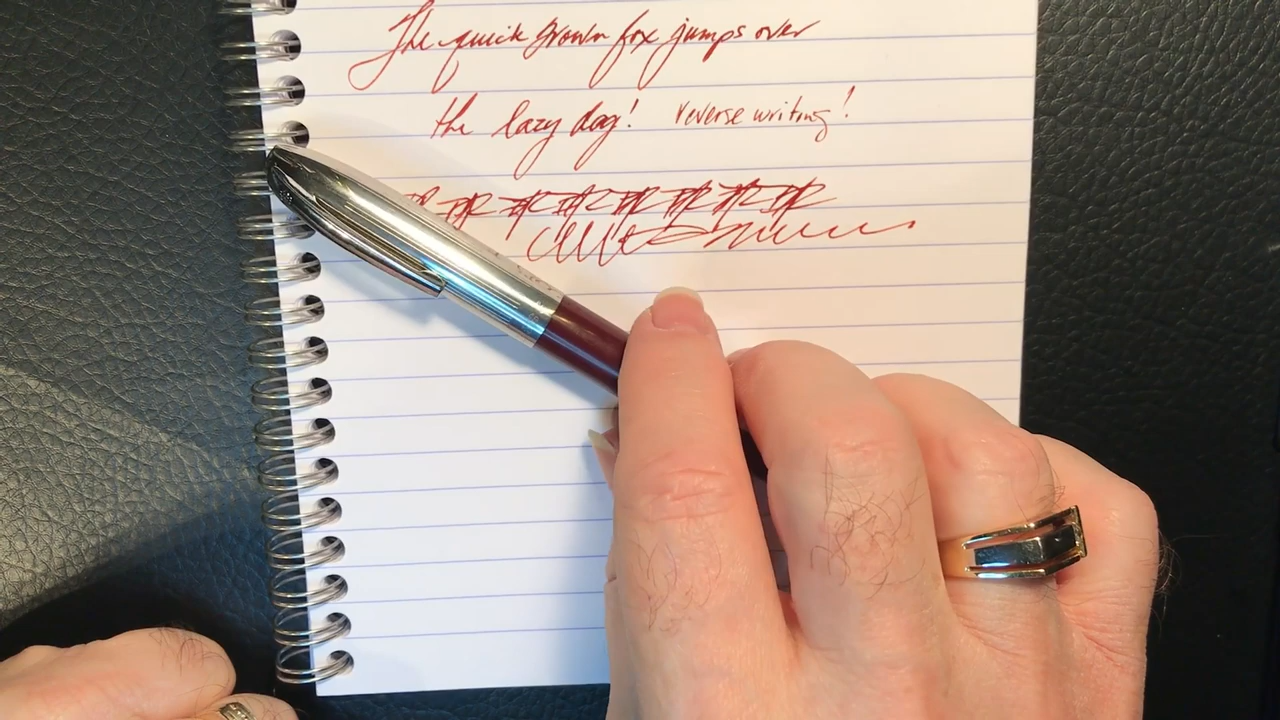 The quick brown fox jumps over
the lazy dog! reverse writing!